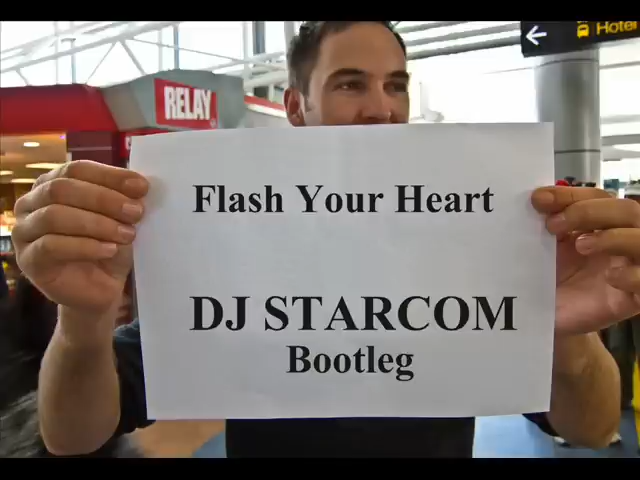 Hotel
RELAY
Flash Your Heart
DJ STARCOM
Bootleg